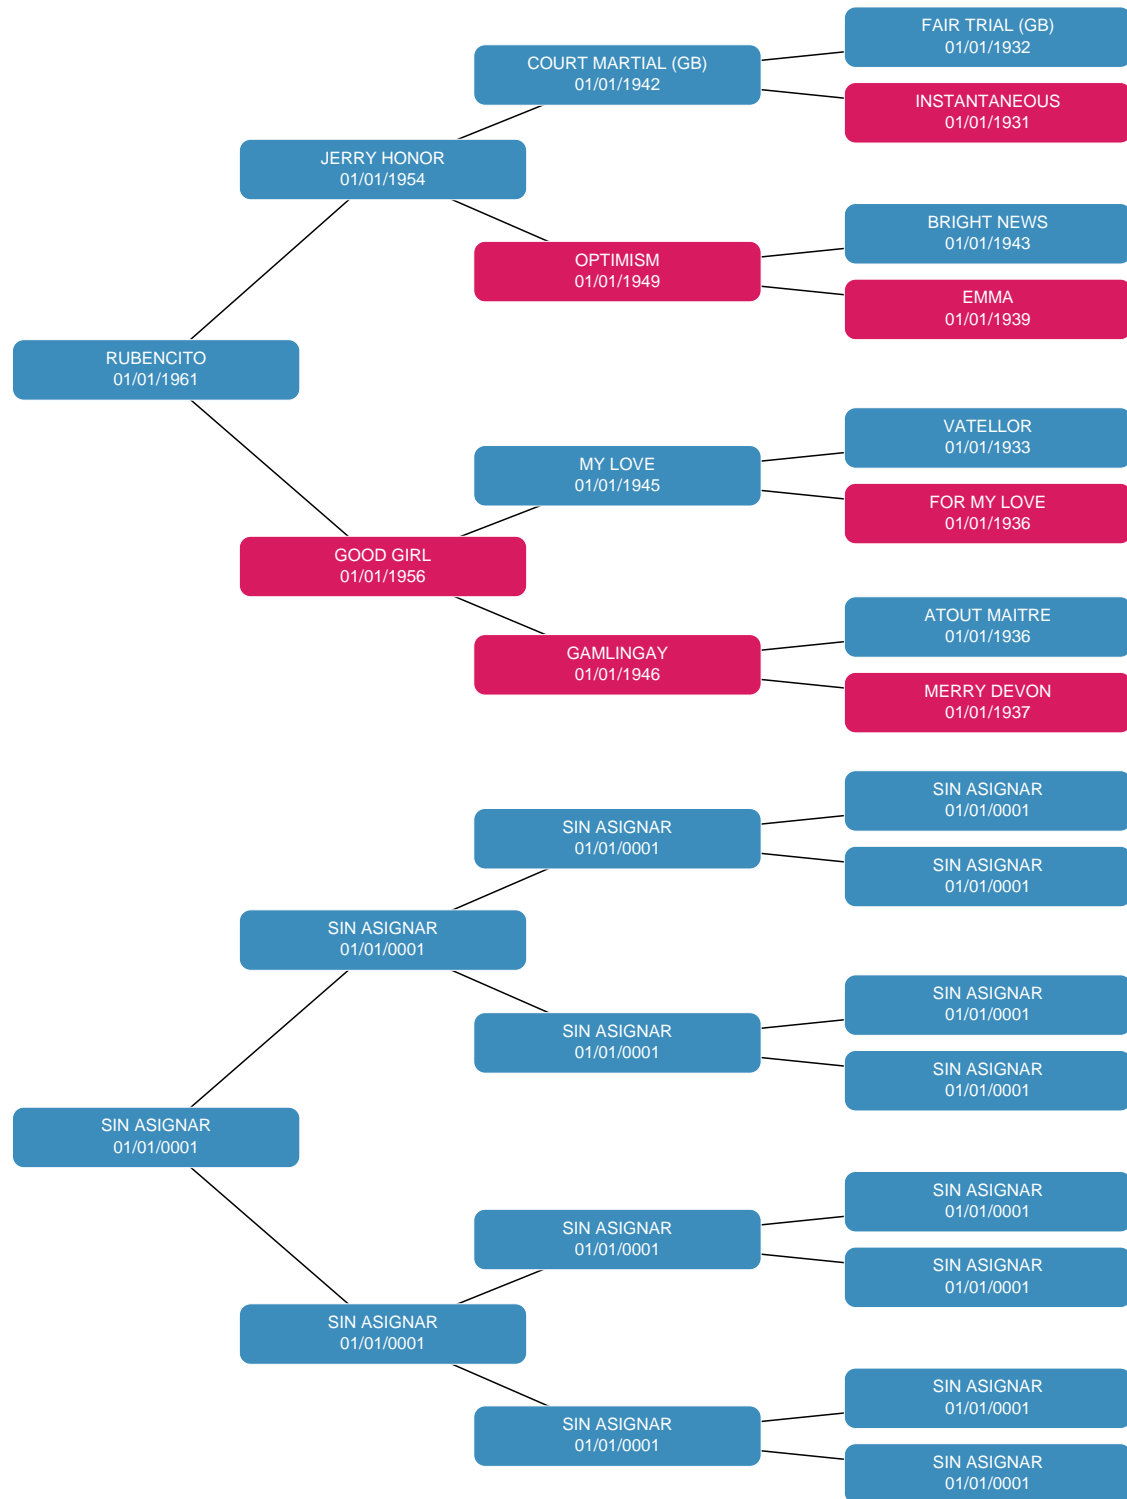 FAIR TRIAL (GB)
01/01/1932
COURT MARTIAL (GB)
01/01/1942
INSTANTANEOUS
01/01/1931
JERRY HONOR
01/01/1954
BRIGHT NEWS
01/01/1943
OPTIMISM
01/01/1949
EMMA
01/01/1939
RUBENCITO
01/01/1961
VATELLOR
01/01/1933
MY LOVE
01/01/1945
FOR MY LOVE
01/01/1936
GOOD GIRL
01/01/1956
ATOUT MAITRE
01/01/1936
GAMLINGAY
01/01/1946
MERRY DEVON
01/01/1937
SIN ASIGNAR
01/01/0001
SIN ASIGNAR
01/01/0001
SIN ASIGNAR
01/01/0001
SIN ASIGNAR
01/01/0001
SIN ASIGNAR
01/01/0001
SIN ASIGNAR
01/01/0001
SIN ASIGNAR
01/01/0001
SIN ASIGNAR
01/01/0001
SIN ASIGNAR
01/01/0001
SIN ASIGNAR
01/01/0001
SIN ASIGNAR
01/01/0001
SIN ASIGNAR
01/01/0001
SIN ASIGNAR
01/01/0001
SIN ASIGNAR
01/01/0001
SIN ASIGNAR
01/01/0001